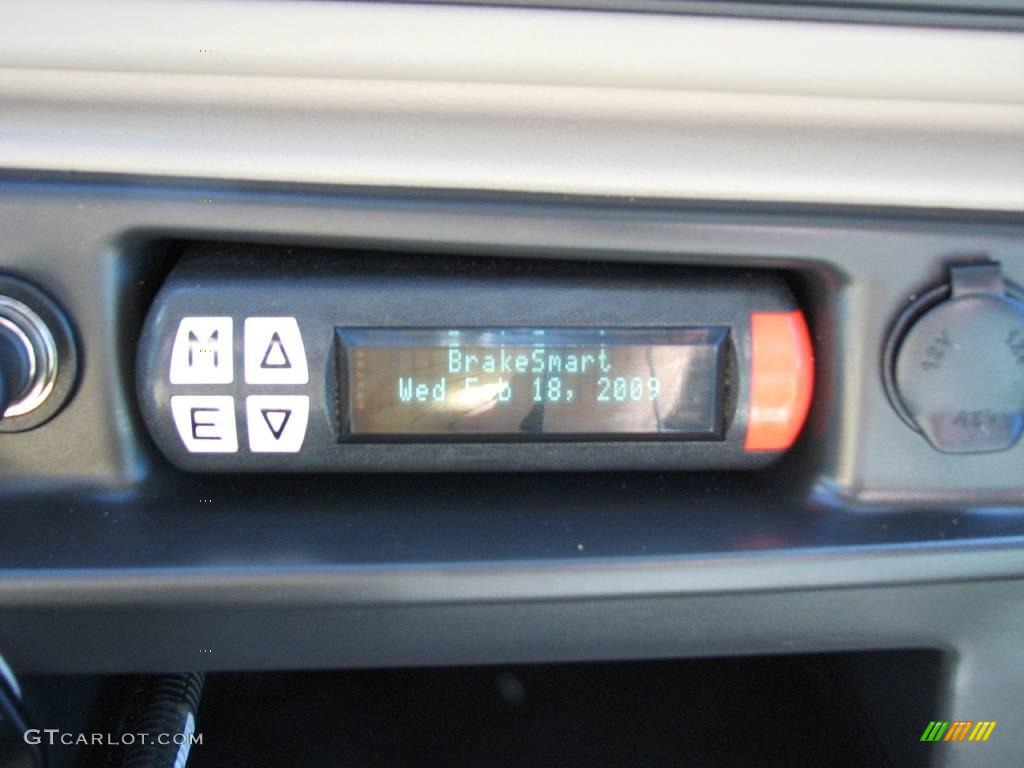 M
E
BrakeSmart
Wed Feb 18, 2009
12V
GTCARLOT.COM